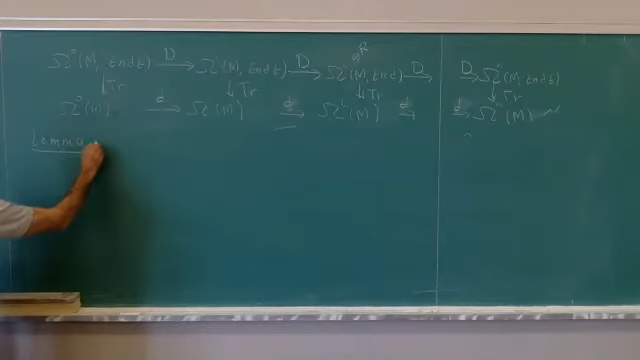 R
Ω⁰(M, End E) D→ Ω¹(M, End E) D→ Ω²(M, End E) D→ D→ Ωⁿ(M, End E)
↓Tr ↓Tr ↓Tr ↓Tr
Ω⁰(M) d→ Ω¹(M) d→ Ω²(M) d→ d→ Ωⁿ(M)
Lemma